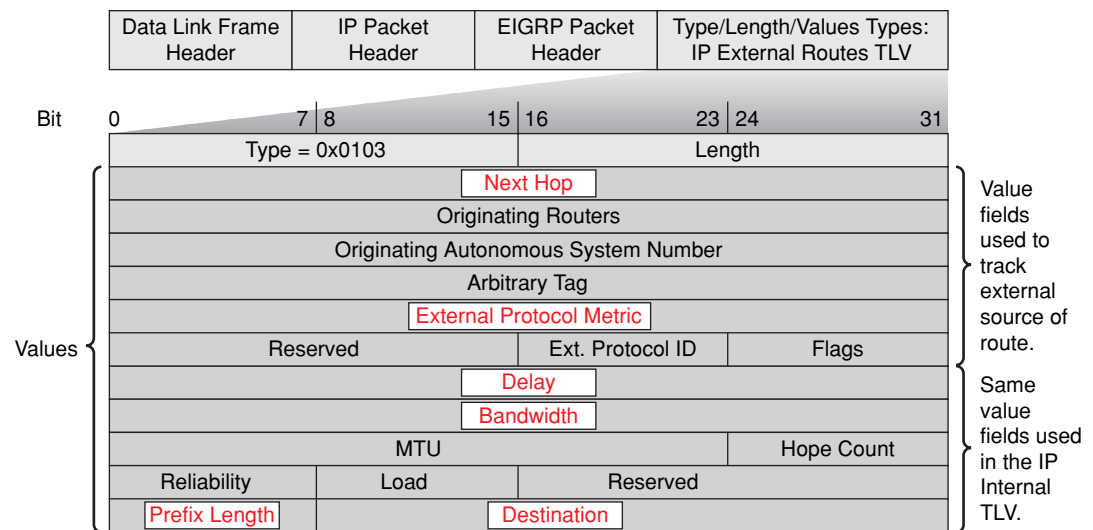 Data Link Frame Header
IP Packet Header
EIGRP Packet Header
Type/Length/Values Types: IP External Routes TLV
Bit 0 7 8 15 16 23 24 31
Type = 0x0103 Length
Values
Next Hop
Originating Routers
Originating Autonomous System Number
Arbitrary Tag
External Protocol Metric
Reserved Ext. Protocol ID Flags
Value
fields
used to
track
external
source of
route.
Delay
Bandwidth
MTU Hope Count
Reliability Load Reserved
Prefix Length Destination
Same
value
fields used
in the IP
Internal
TLV.